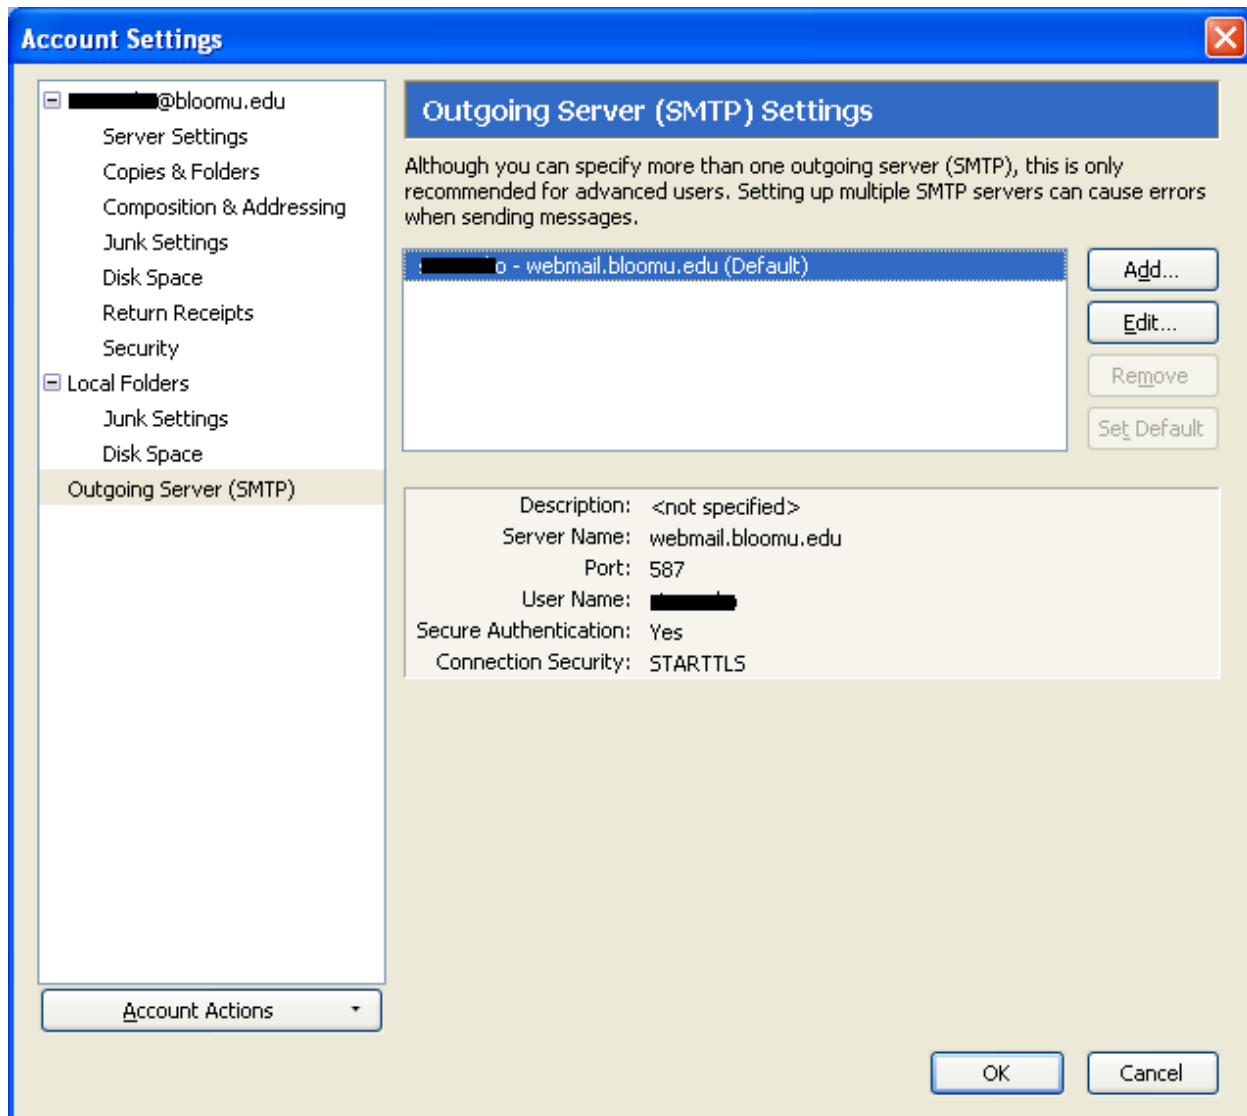 Account Settings
@bloomu.edu
Server Settings
Copies & Folders
Composition & Addressing
Junk Settings
Disk Space
Return Receipts
Security
Local Folders
Junk Settings
Disk Space
Outgoing Server (SMTP)
Account Actions
Outgoing Server (SMTP) Settings
Although you can specify more than one outgoing server (SMTP), this is only
recommended for advanced users. Setting up multiple SMTP servers can cause errors
when sending messages.
o - webmail.bloomu.edu (Default)
Add...
Edit...
Remove
Set Default
Description: <not specified>
Server Name: webmail.bloomu.edu
Port: 587
User Name:
Secure Authentication: Yes
Connection Security: STARTTLS
OK
Cancel